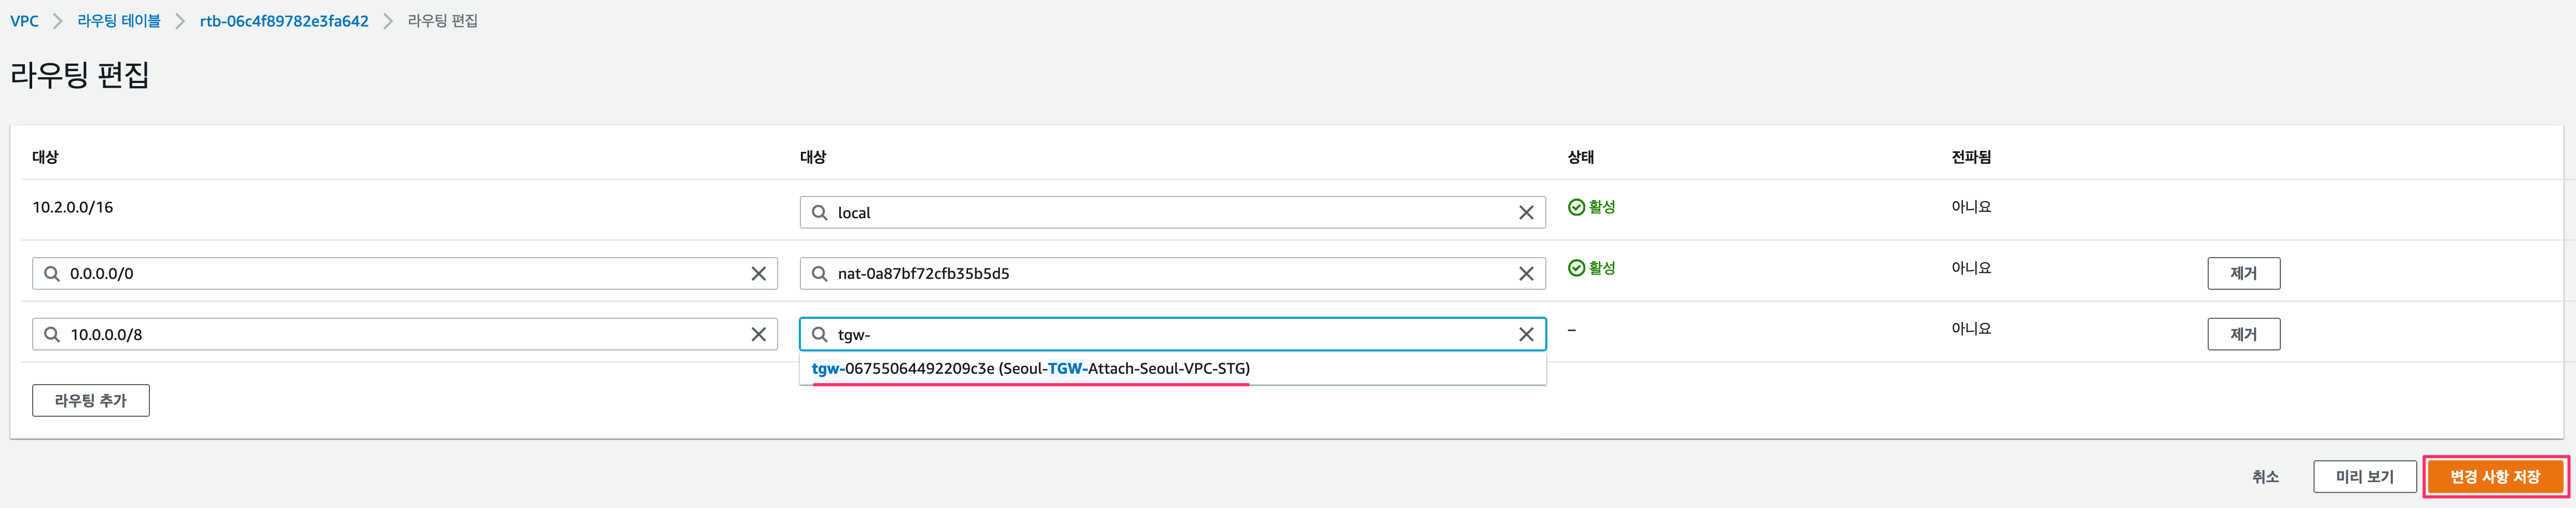 VPC > 라우팅 테이블 > rtb-06c4f89782e3fa642 > 라우팅 편집
라우팅 편집
대상 대상 상태 전파됨
10.2.0.0/16 local 활성 아니요
0.0.0.0/0 nat-0a87bf72cfb35b5d5 활성 아니요 제거
10.0.0.0/8 tgw- – 아니요 제거
tgw-06755064492209c3e (Seoul-TGW-Attach-Seoul-VPC-STG)
라우팅 추가
취소 미리 보기 변경 사항 저장